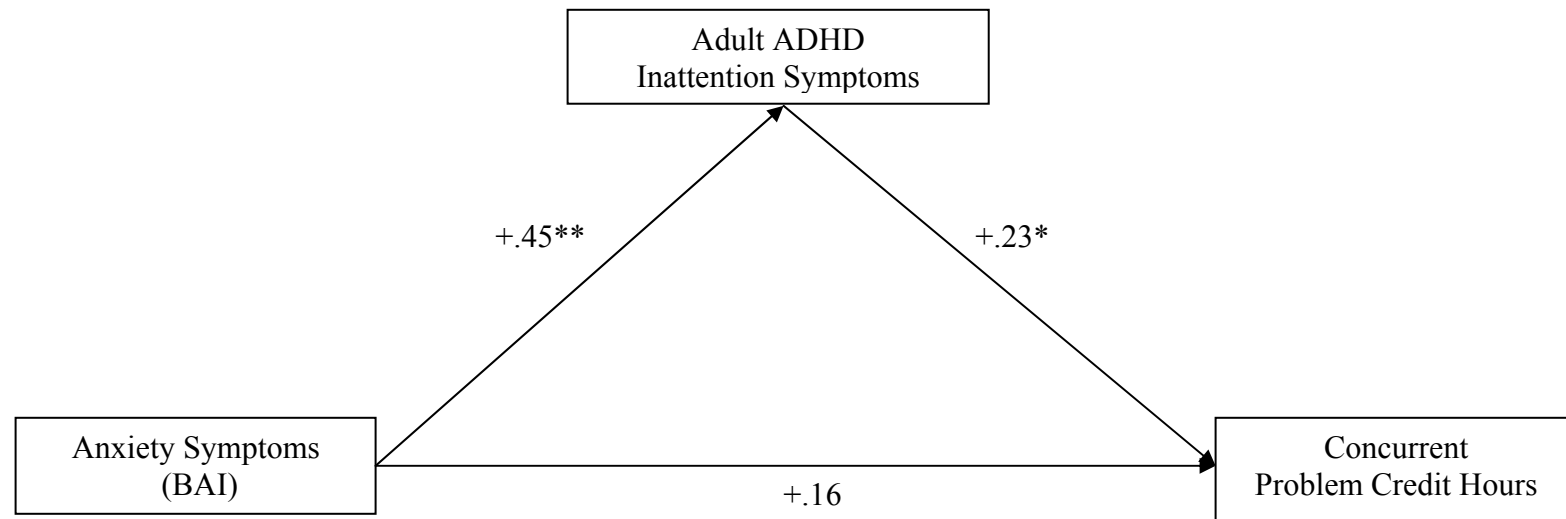 Adult ADHD
Inattention Symptoms
+.45**
+.23*
Anxiety Symptoms
(BAI)
+.16
Concurrent
Problem Credit Hours